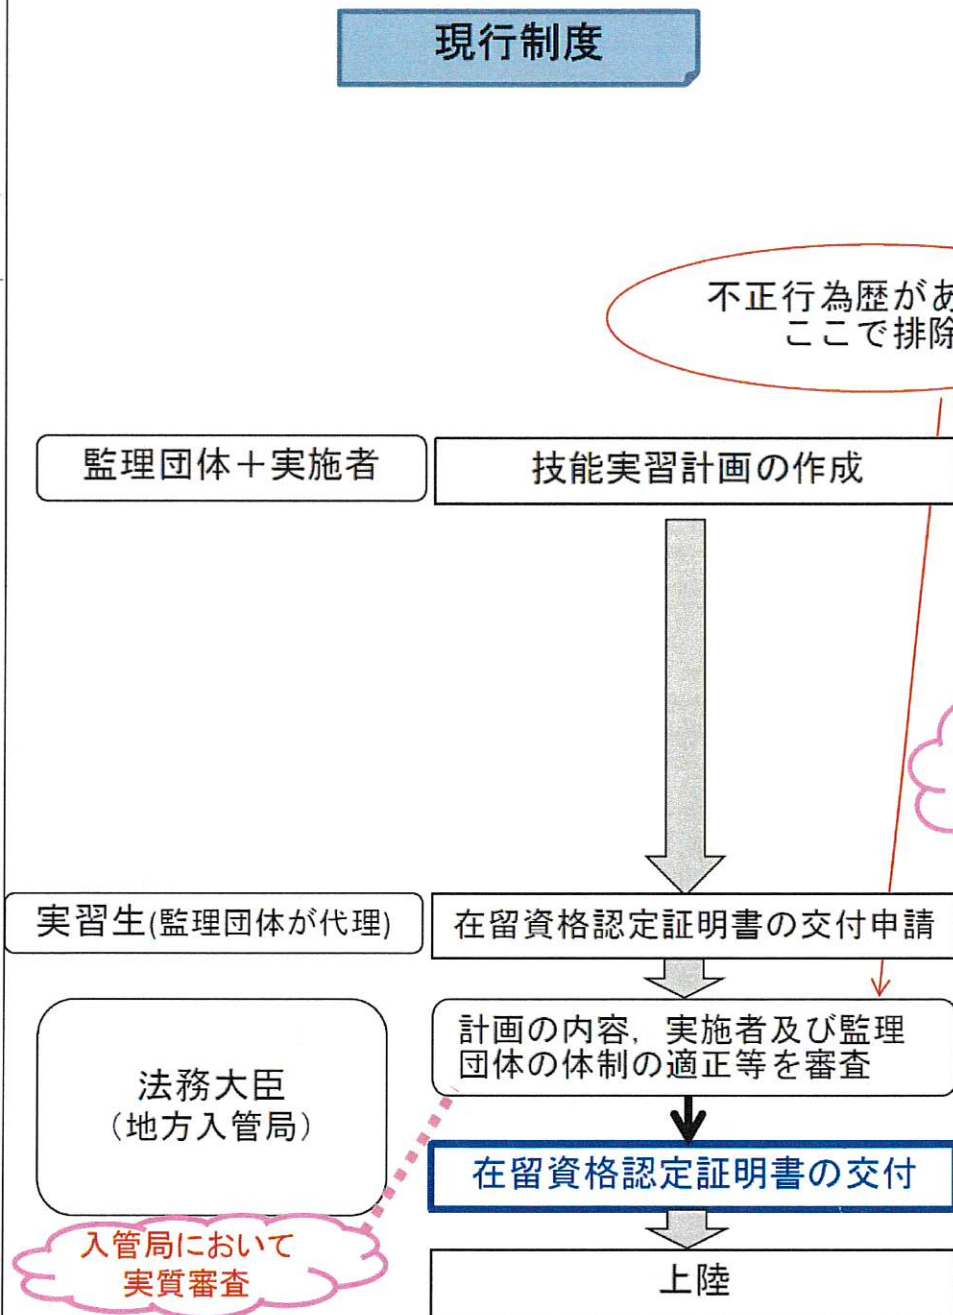 現行制度
不正行為歴があ
ここで排除
監理団体＋実施者
技能実習計画の作成
実習生(監理団体が代理)
在留資格認定証明書の交付申請
計画の内容，実施者及び監理
団体の体制の適正等を審査
法務大臣
（地方入管局）
在留資格認定証明書の交付
入管局において
実質審査
上陸